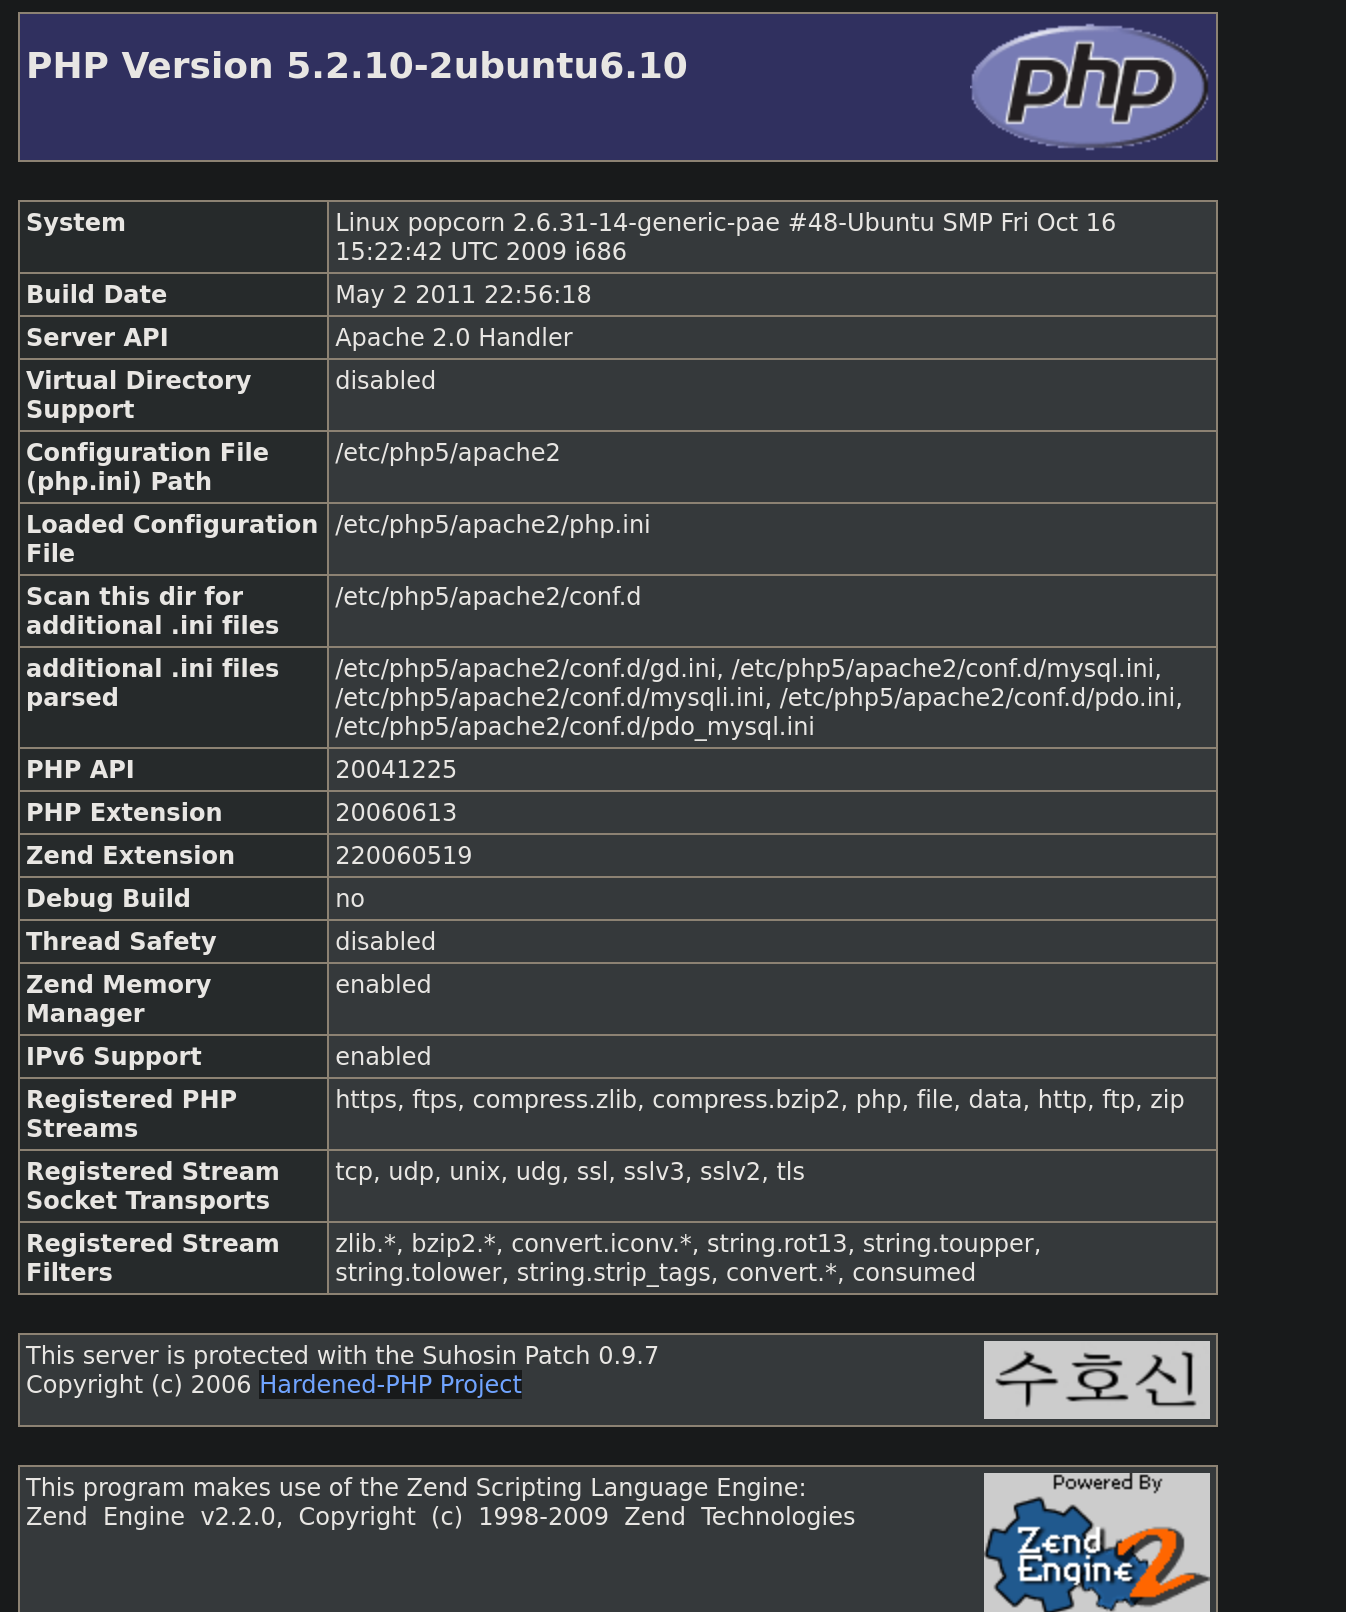 PHP Version 5.2.10-2ubuntu6.10
php
System
Linux popcorn 2.6.31-14-generic-pae #48-Ubuntu SMP Fri Oct 16
15:22:42 UTC 2009 i686
Build Date
May 2 2011 22:56:18
Server API
Apache 2.0 Handler
Virtual Directory
Support
disabled
Configuration File
(php.ini) Path
/etc/php5/apache2
Loaded Configuration
File
/etc/php5/apache2/php.ini
Scan this dir for
additional .ini files
/etc/php5/apache2/conf.d
additional .ini files
parsed
/etc/php5/apache2/conf.d/gd.ini, /etc/php5/apache2/conf.d/mysql.ini,
/etc/php5/apache2/conf.d/mysqli.ini, /etc/php5/apache2/conf.d/pdo.ini,
/etc/php5/apache2/conf.d/pdo_mysql.ini
PHP API
20041225
PHP Extension
20060613
Zend Extension
220060519
Debug Build
no
Thread Safety
disabled
Zend Memory
Manager
enabled
IPv6 Support
enabled
Registered PHP
Streams
https, ftps, compress.zlib, compress.bzip2, php, file, data, http, ftp, zip
Registered Stream
Socket Transports
tcp, udp, unix, udg, ssl, sslv3, sslv2, tls
Registered Stream
Filters
zlib.*, bzip2.*, convert.iconv.*, string.rot13, string.toupper,
string.tolower, string.strip_tags, convert.*, consumed
This server is protected with the Suhosin Patch 0.9.7
Copyright (c) 2006 Hardened-PHP Project
수호신
This program makes use of the Zend Scripting Language Engine:
Zend Engine v2.2.0, Copyright (c) 1998-2009 Zend Technologies
Powered By
Zend
Engine 2